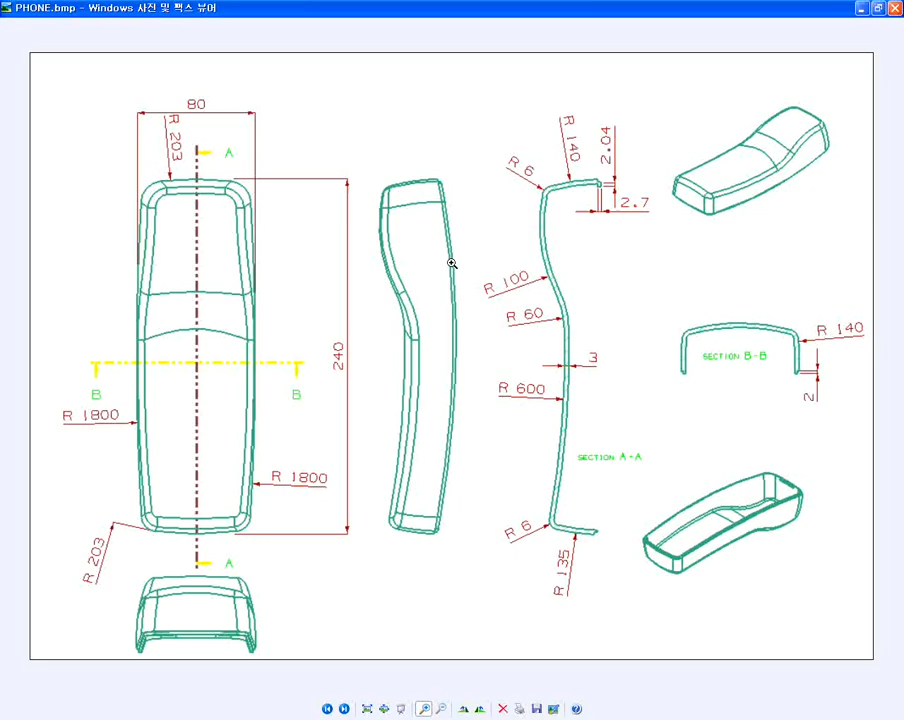 PHONE.bmp - Windows 사진 및 팩스 뷰어
80
R 203
A
R 140
2.04
R 6
2.7
R 100
R 60
R 140
SECTION B-B
240
3
2
B
B
R 600
R 1800
SECTION A-A
R 1800
R 6
R 203
A
R 135